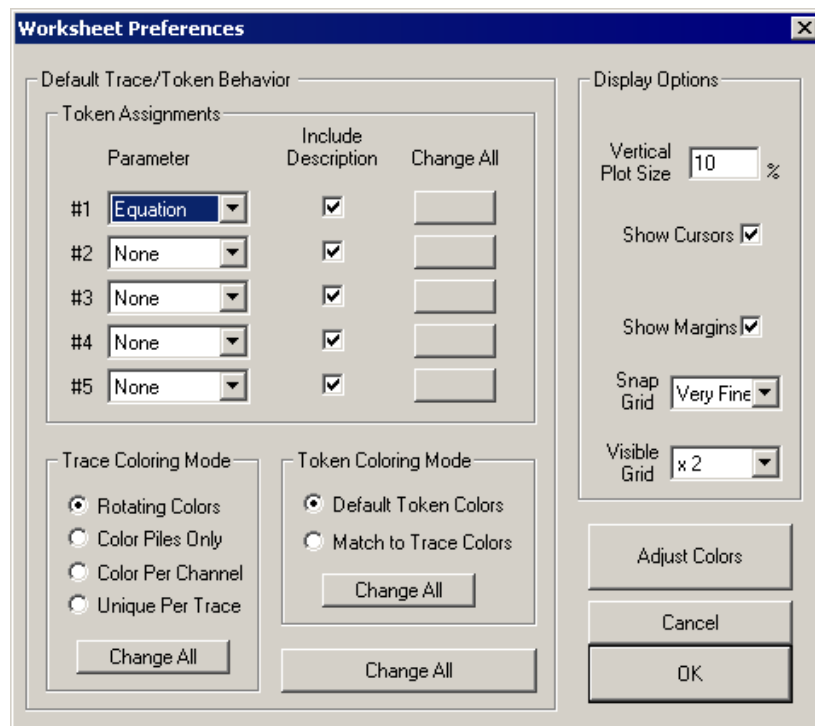 Worksheet Preferences
Default Trace/Token Behavior
Token Assignments
Parameter
Include
Description
Change All
#1 Equation
#2 None
#3 None
#4 None
#5 None
Trace Coloring Mode
Rotating Colors
Color Piles Only
Color Per Channel
Unique Per Trace
Change All
Token Coloring Mode
Default Token Colors
Match to Trace Colors
Change All
Change All
Display Options
Vertical
Plot Size 10 %
Show Cursors
Show Margins
Snap
Grid Very Fine
Visible
Grid x 2
Adjust Colors
Cancel
OK